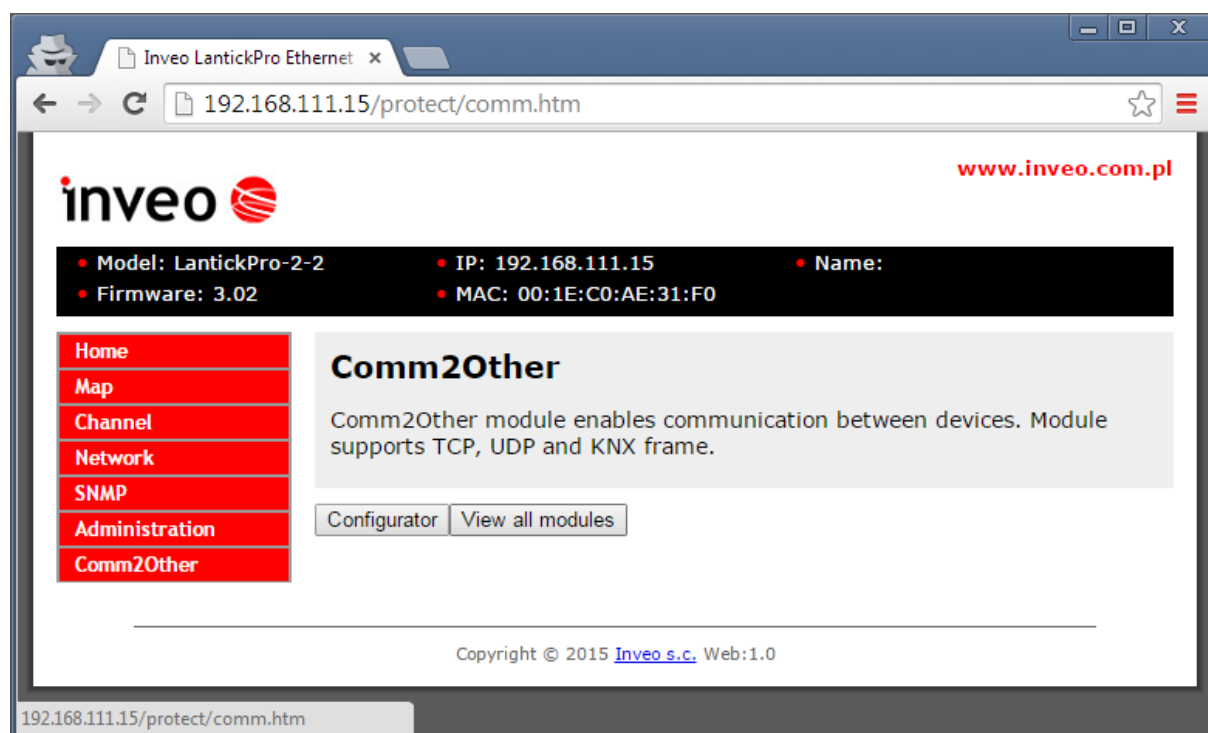 Inveo LantickPro Ethernet
192.168.111.15/protect/comm.htm
www.inveo.com.pl
inveo
• Model: LantickPro-2-2 • IP: 192.168.111.15 • Name:
• Firmware: 3.02 • MAC: 00:1E:C0:AE:31:F0
Home
Map
Channel
Network
SNMP
Administration
Comm2Other
Comm2Other
Comm2Other module enables communication between devices. Module
supports TCP, UDP and KNX frame.
Configurator View all modules
Copyright © 2015 Inveo s.c. Web:1.0
192.168.111.15/protect/comm.htm